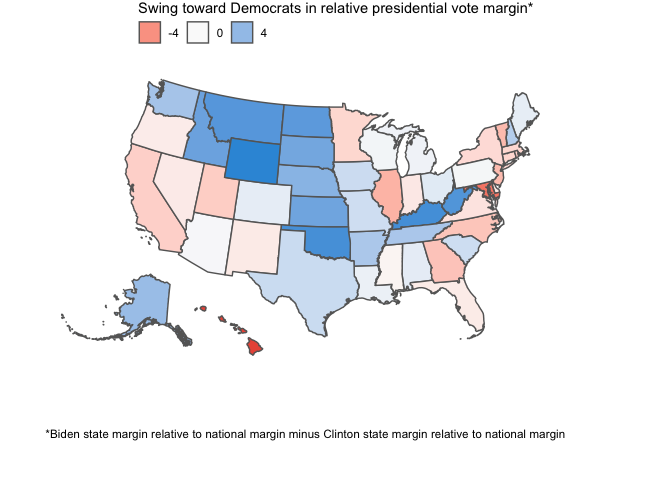 Swing toward Democrats in relative presidential vote margin*
-4 0 4
*Biden state margin relative to national margin minus Clinton state margin relative to national margin